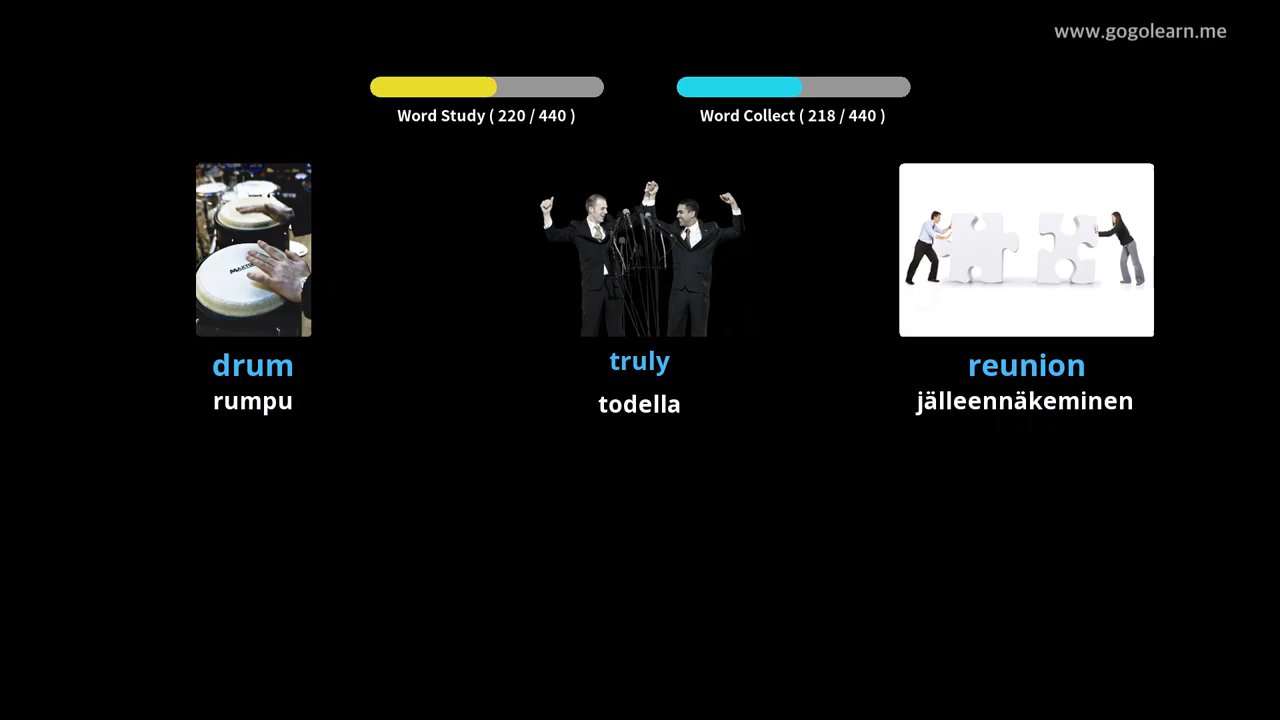 www.gogolearn.me
Word Study ( 220 / 440 )
Word Collect ( 218 / 440 )
drum
rumpu
truly
todella
reunion
jälleennäkeminen